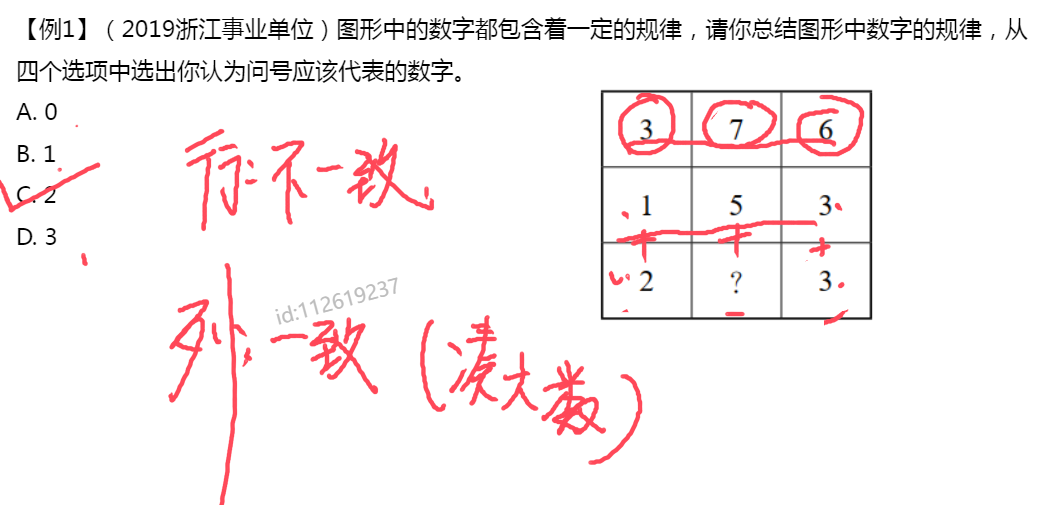 【例1】（2019浙江事业单位）图形中的数字都包含着一定的规律，请你总结图形中数字的规律，从
四个选项中选出你认为问号应该代表的数字。
A. 0
B. 1
C. 2
D. 3
3 7 6
1 5 3
2 ? 3
行:不一致
列:一致（凑大数）
id:112619237